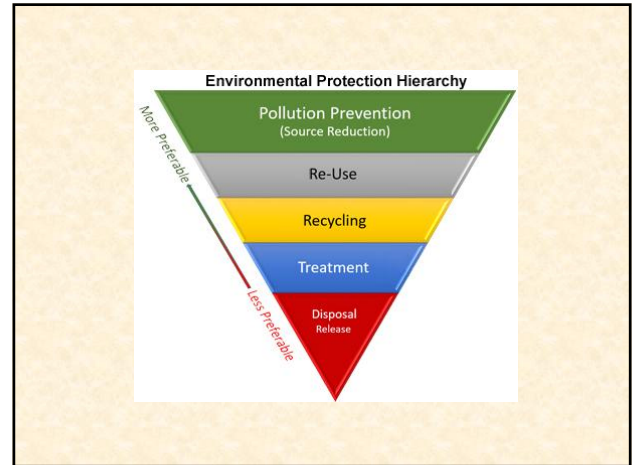 Environmental Protection Hierarchy
More Preferable
Pollution Prevention
(Source Reduction)
Re-Use
Recycling
Treatment
Less Preferable
Disposal
Release